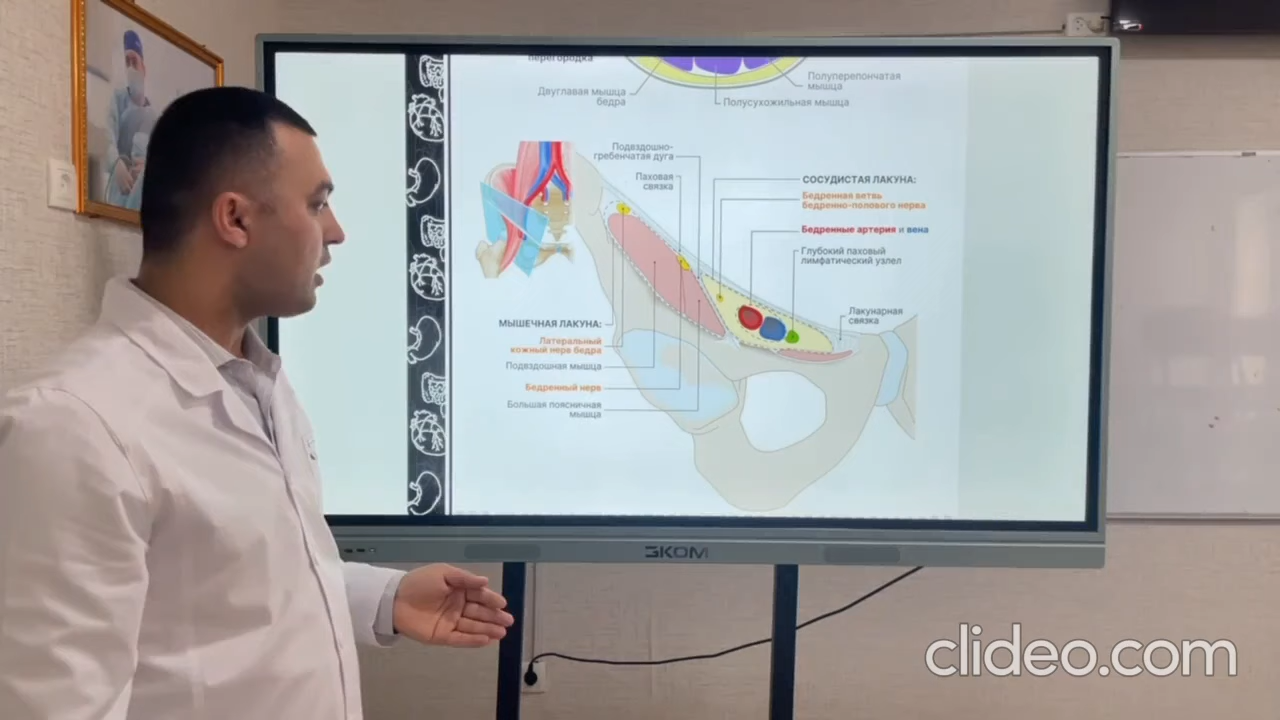 перегородка
Двуглавая мышца
бедра
Полуперепончатая
мышца
Полусухожильная мышца
Подвздошно-
гребенчатая дуга
Паховая
связка
СОСУДИСТАЯ ЛАКУНА:
Бедренная ветвь
бедренно-полового нерва
Бедренные артерия и вена
Глубокий паховый
лимфатический узел
Лакунарная
связка
МЫШЕЧНАЯ ЛАКУНА:
Латеральный
кожный нерв бедра
Подвздошная мышца
Бедренный нерв
Большая поясничная
мышца
ЭКОМ
clideo.com